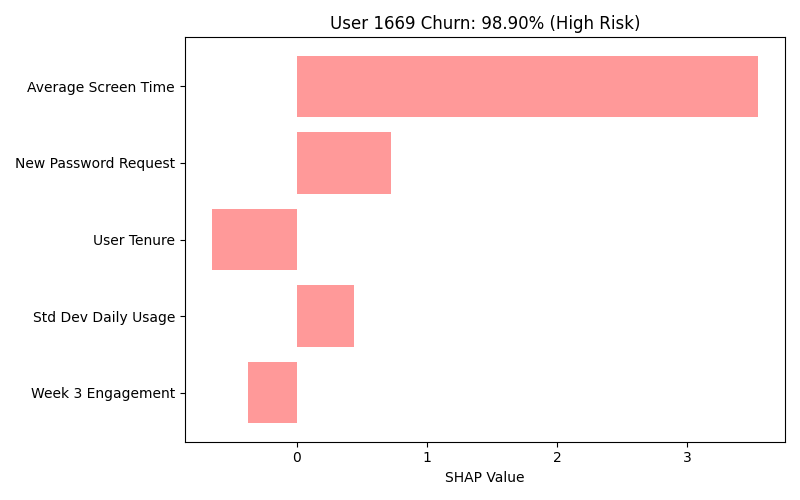 User 1669 Churn: 98.90% (High Risk)
Average Screen Time
New Password Request
User Tenure
Std Dev Daily Usage
Week 3 Engagement
0 1 2 3
SHAP Value